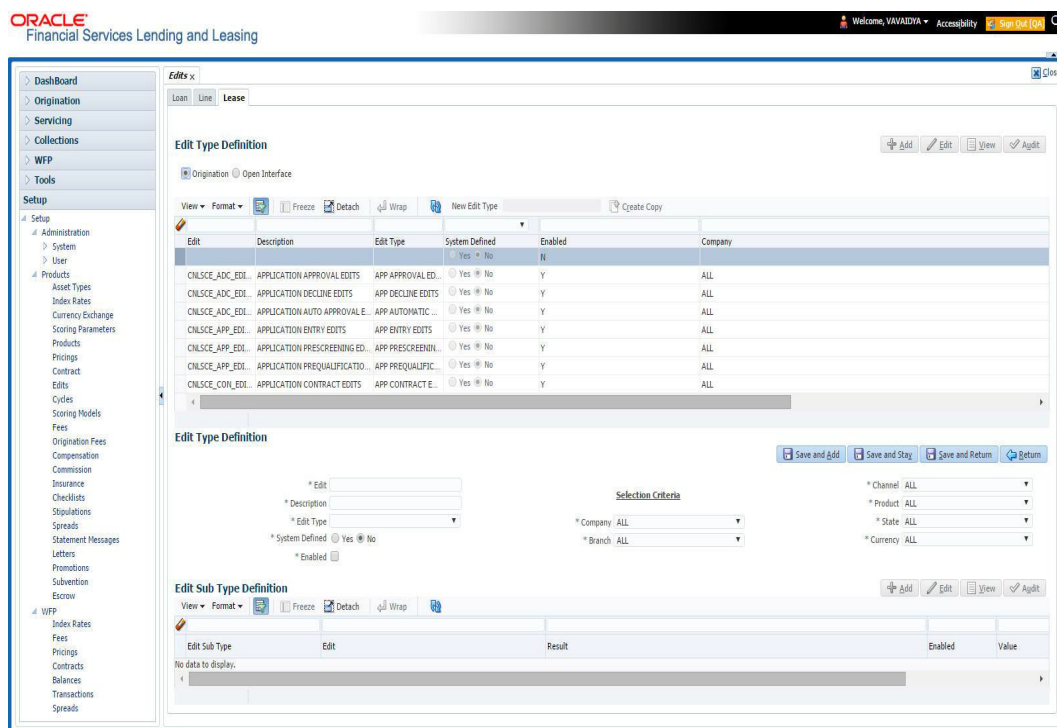 ORACLE'
Financial Services Lending and Leasing
Welcome, VAVAIDYA
Accessibility
Sign Out [QA]
DashBoard
Origination
Servicing
Collections
WFP
Tools
Setup
Setup
Administration
System
User
Products
Asset Types
Index Rates
Currency Exchange
Scoring Parameters
Products
Pricings
Contract
Edits
Cycles
Scoring Models
Fees
Origination Fees
Compensation
Commission
Insurance
Checklists
Stipulations
Spreads
Statement Messages
Letters
Promotions
Subvention
Escrow
WFP
Index Rates
Fees
Pricings
Contracts
Balances
Transactions
Spreads
Edits x
Clos
Loan Line Lease
Edit Type Definition
Add Edit View Audit
Origination Open Interface
View Format Freeze Detach Wrap New Edit Type Create Copy
Edit Description Edit Type System Defined Enabled Company
Yes No N
CNLSCE_ADC_EDI... APPLICATION APPROVAL EDITS APP APPROVAL ED... Yes No Y ALL
CNLSCE_ADC_EDI... APPLICATION DECLINE EDITS APP DECLINE EDITS Yes No Y ALL
CNLSCE_ADC_EDI... APPLICATION AUTO APPROVAL E... APP AUTOMATIC ... Yes No Y ALL
CNLSCE_APP_EDI... APPLICATION ENTRY EDITS APP ENTRY EDITS Yes No Y ALL
CNLSCE_APP_EDI... APPLICATION PRESCREENING ED... APP PRESCREENIN... Yes No Y ALL
CNLSCE_APP_EDI... APPLICATION PREQUALIFICATIO... APP PREQUALIFIC... Yes No Y ALL
CNLSCE_CON_EDI... APPLICATION CONTRACT EDITS APP CONTRACT E... Yes No Y ALL
Edit Type Definition
Save and Add Save and Stay Save and Return Return
* Edit
* Description
* Edit Type
* System Defined Yes No
* Enabled
Selection Criteria
* Company ALL
* Branch ALL
* Channel ALL
* Product ALL
* State ALL
* Currency ALL
Edit Sub Type Definition
Add Edit View Audit
View Format Freeze Detach Wrap
Edit Sub Type Edit Result Enabled Value
No data to display.